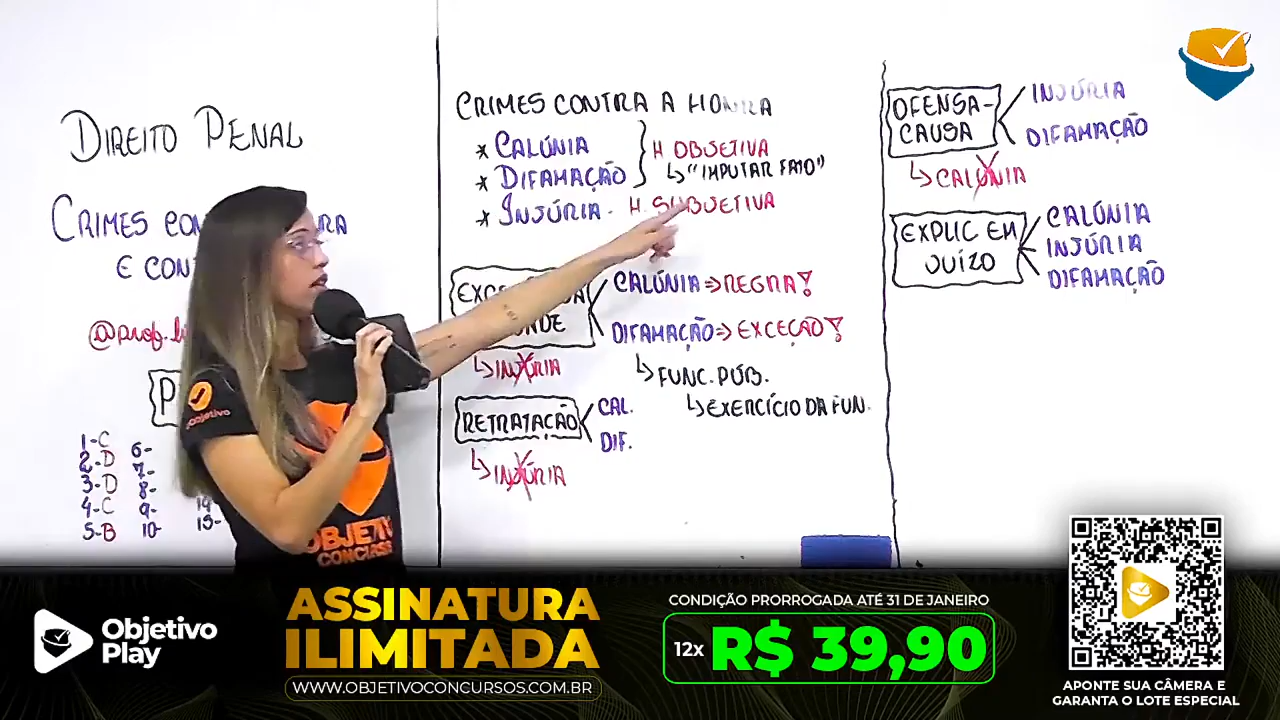 DIREITO PENAL
CRIMES
E
@prof.
1-C
2-D
3-D
4-C
5-B
6-
7-
8-
9-
10-
CRIMES CONTRA A HONRA
* CALÚNIA
* DIFAMAÇÃO
H OBJETIVA
↳"IMPUTAR FATO"
* INJÚRIA - H. SUBJETIVA
CALÚNIA => REGRA!
DIFAMAÇÃO => EXCEÇÃO!
↳INJÚRIA
↳FUNC. PÚB.
↳EXERCÍCIO DA FUN.
RETRATAÇÃO
CAL.
DIF.
↳INJÚRIA
OFENSA-
CAUSA
INJÚRIA
DIFAMAÇÃO
↳CALÚNIA
EXPLIC EM
JUÍZO
CALÚNIA
INJÚRIA
DIFAMAÇÃO
objetivo
OBJETIV
CONCURS
Objetivo
Play
ASSINATURA
ILIMITADA
WWW.OBJETIVOCONCURSOS.COM.BR
CONDIÇÃO PRORROGADA ATÉ 31 DE JANEIRO
12x R$ 39,90
APONTE SUA CÂMERA E
GARANTA O LOTE ESPECIAL